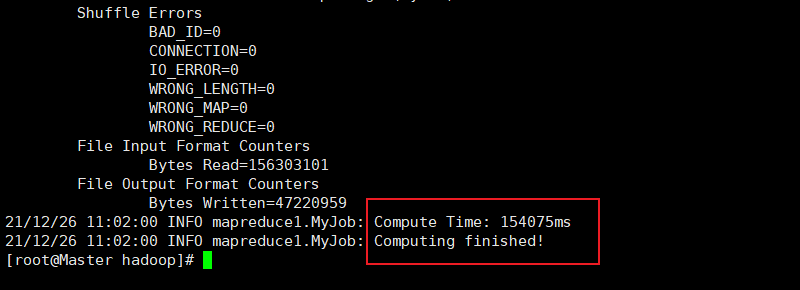 Shuffle Errors
BAD_ID=0
CONNECTION=0
IO_ERROR=0
WRONG_LENGTH=0
WRONG_MAP=0
WRONG_REDUCE=0
File Input Format Counters
Bytes Read=156303101
File Output Format Counters
Bytes Written=47220959
21/12/26 11:02:00 INFO mapreduce1.MyJob: Compute Time: 154075ms
21/12/26 11:02:00 INFO mapreduce1.MyJob: Computing finished!
[root@Master hadoop]#